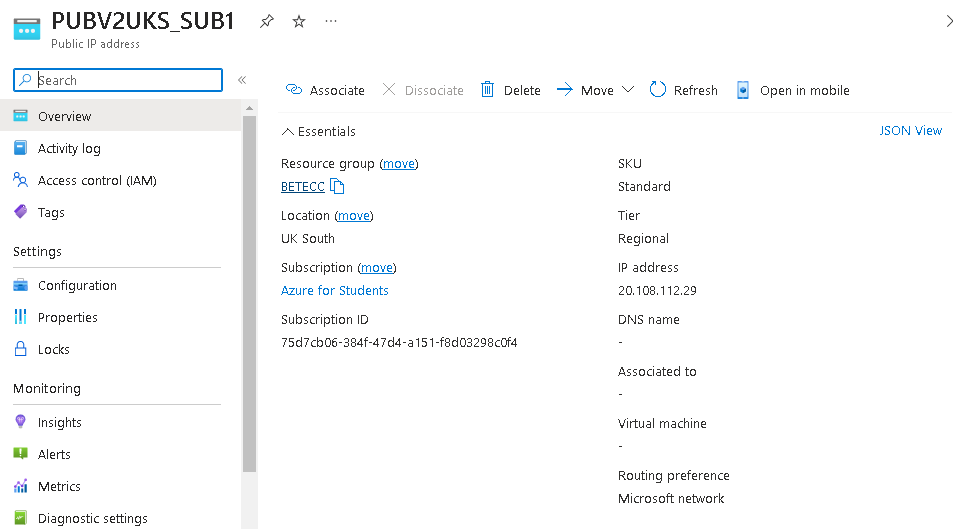 PUBV2UKS_SUB1
Public IP address
Search
Associate Dissociate Delete Move Refresh Open in mobile
Overview
Activity log
Access control (IAM)
Tags
Settings
Configuration
Properties
Locks
Monitoring
Insights
Alerts
Metrics
Diagnostic settings
Essentials
JSON View
Resource group (move)
BETECC
Location (move)
UK South
Subscription (move)
Azure for Students
Subscription ID
75d7cb06-384f-47d4-a151-f8d03298c0f4
SKU
Standard
Tier
Regional
IP address
20.108.112.29
DNS name
-
Associated to
-
Virtual machine
-
Routing preference
Microsoft network